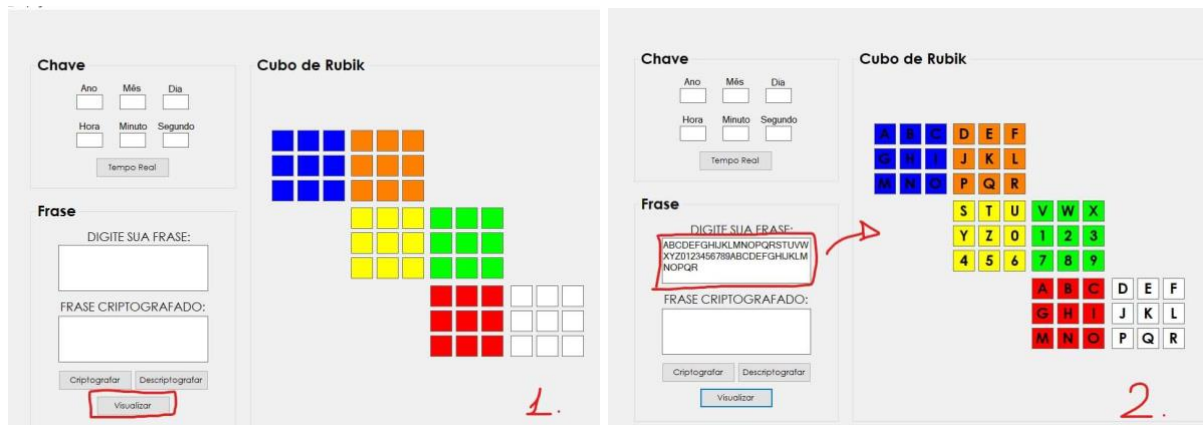 Chave
Ano Mês Dia
Hora Minuto Segundo
Tempo Real
Frase
DIGITE SUA FRASE:
FRASE CRIPTOGRAFADO:
Criptografar Descriptografar
Visualizar
Cubo de Rubik
1.
Chave
Ano Mês Dia
Hora Minuto Segundo
Tempo Real
Frase
DIGITE SUA FRASE:
ABCDEFGHIJKLMNOPQRSTUVW
XYZ0123456789ABCDEFGHIJKLM
NOPQR
FRASE CRIPTOGRAFADO:
Criptografar Descriptografar
Visualizar
Cubo de Rubik
A B C D E F
G H I J K L
M N O P Q R
S T U V W X
Y Z 0 1 2 3
4 5 6 7 8 9
A B C D E F
G H I J K L
M N O P Q R
2.